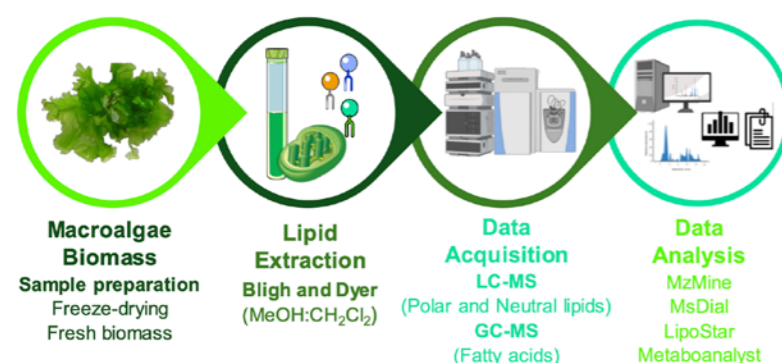 Macroalgae
Biomass
Sample preparation
Freeze-drying
Fresh biomass
Lipid
Extraction
Bligh and Dyer
(MeOH:CH₂Cl₂)
Data
Acquisition
LC-MS
(Polar and Neutral lipids)
GC-MS
(Fatty acids)
Data
Analysis
MzMine
MsDial
LipoStar
Metaboanalyst